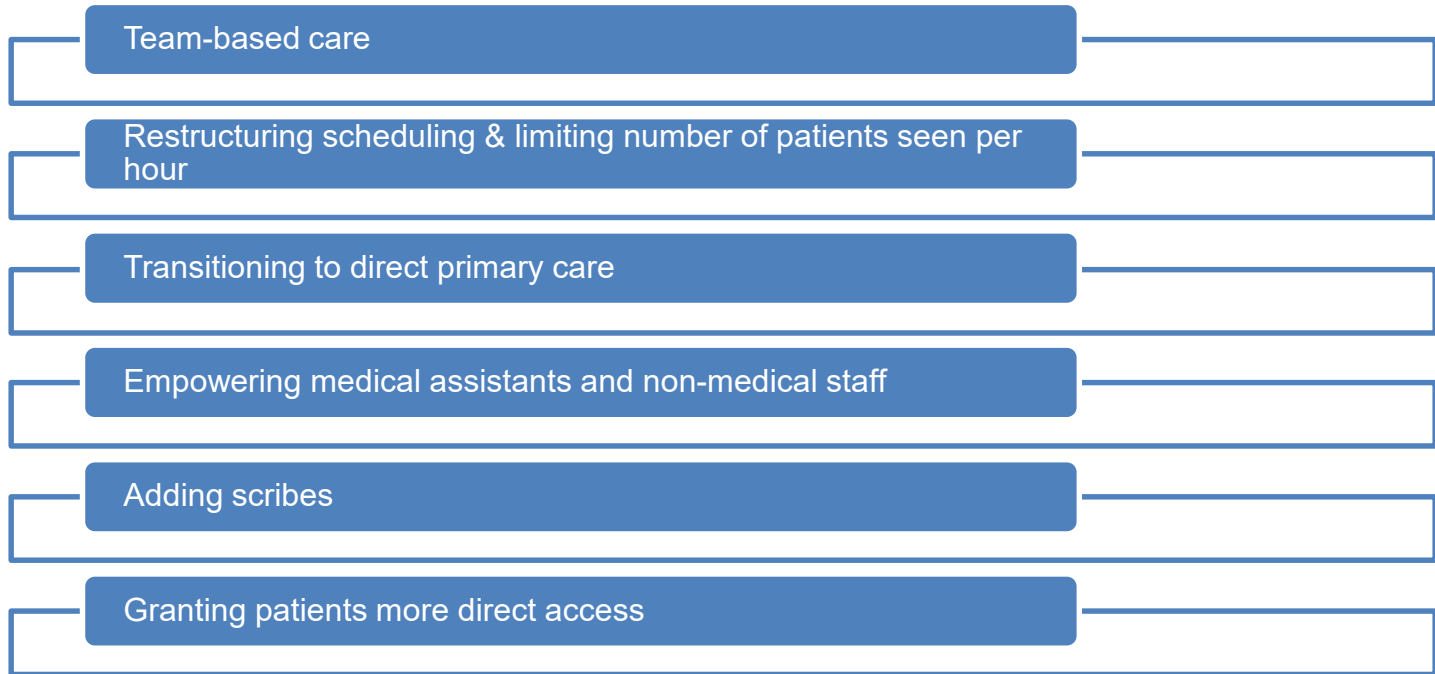 Team-based care
Restructuring scheduling & limiting number of patients seen per
hour
Transitioning to direct primary care
Empowering medical assistants and non-medical staff
Adding scribes
Granting patients more direct access